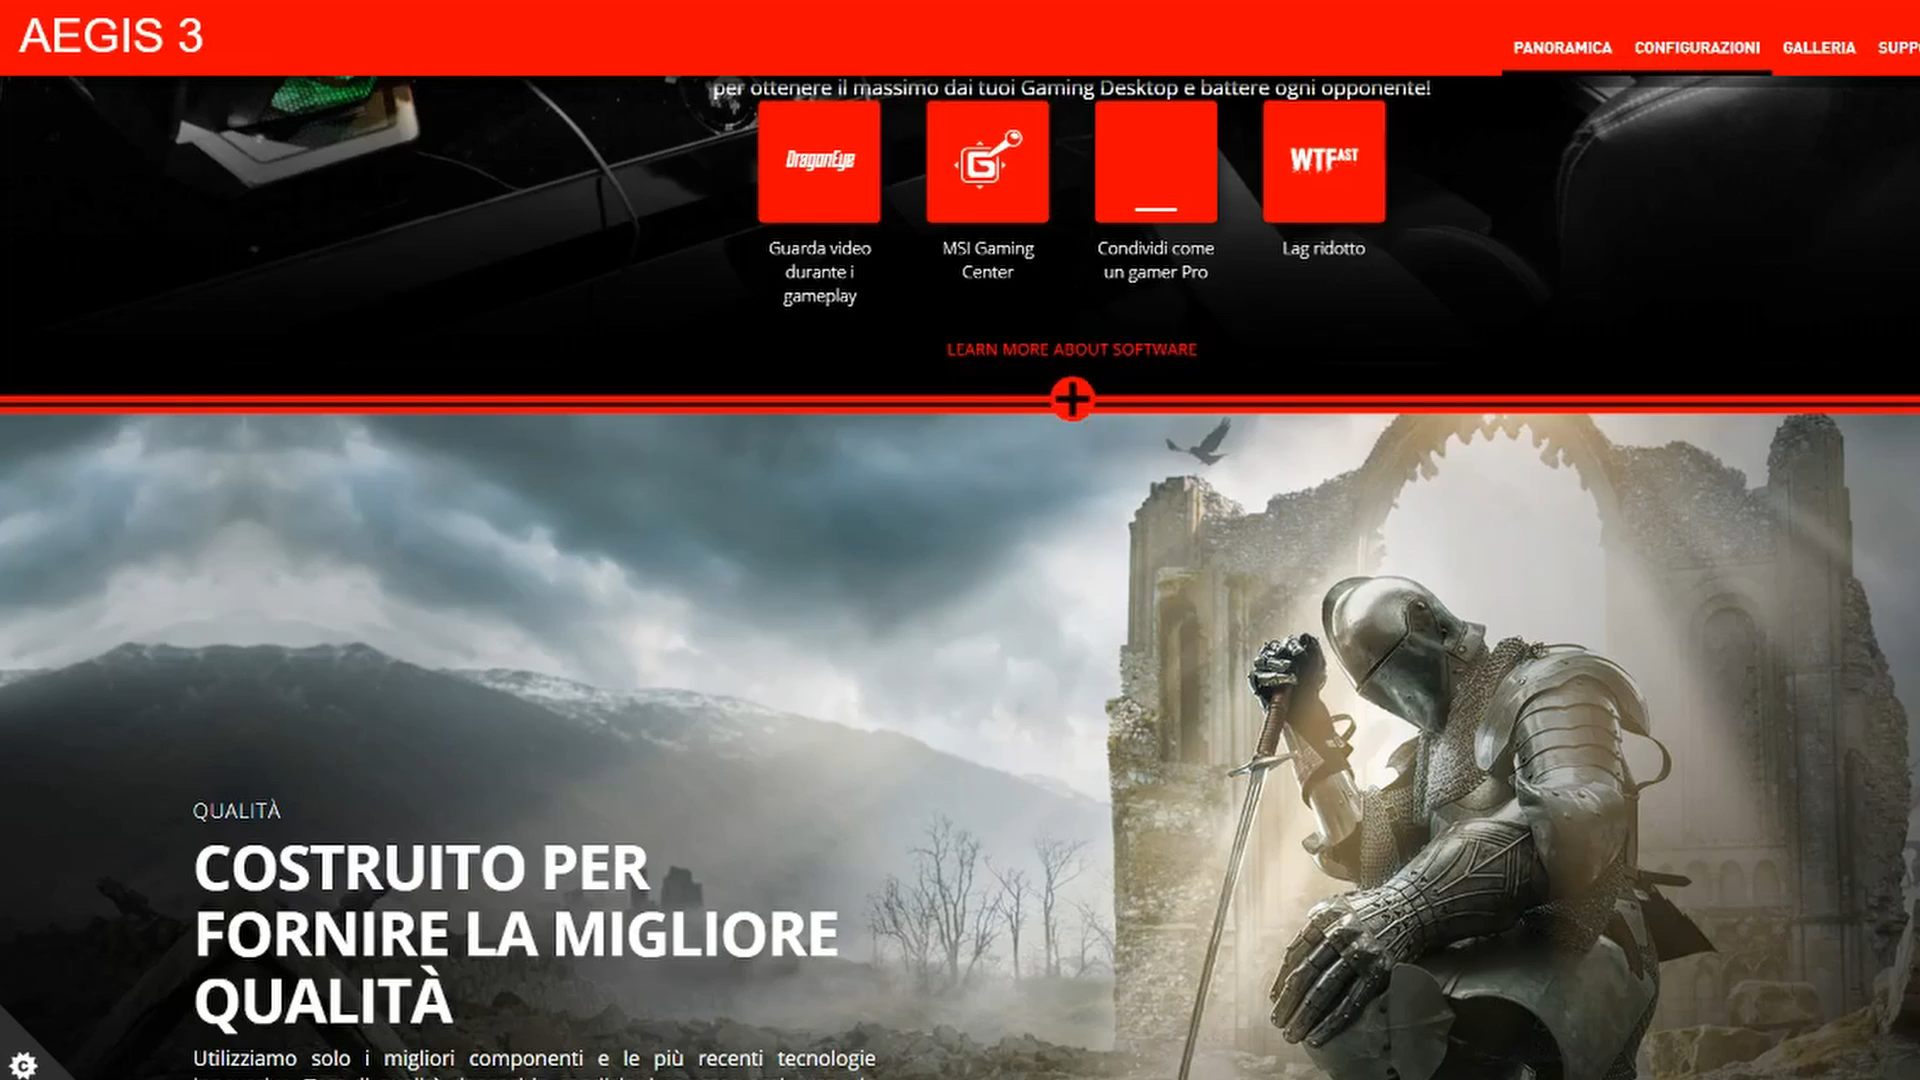 AEGIS 3
PANORAMICA CONFIGURAZIONI GALLERIA
per ottenere il massimo dai tuoi Gaming Desktop e battere ogni opponente!
DragonEye
G
WTFAST
Guarda video
durante i
gameplay
MSI Gaming
Center
Condividi come
un gamer Pro
Lag ridotto
LEARN MORE ABOUT SOFTWARE
QUALITÀ
COSTRUITO PER
FORNIRE LA MIGLIORE
QUALITÀ
Utilizziamo solo i migliori componenti e le più recenti tecnologie